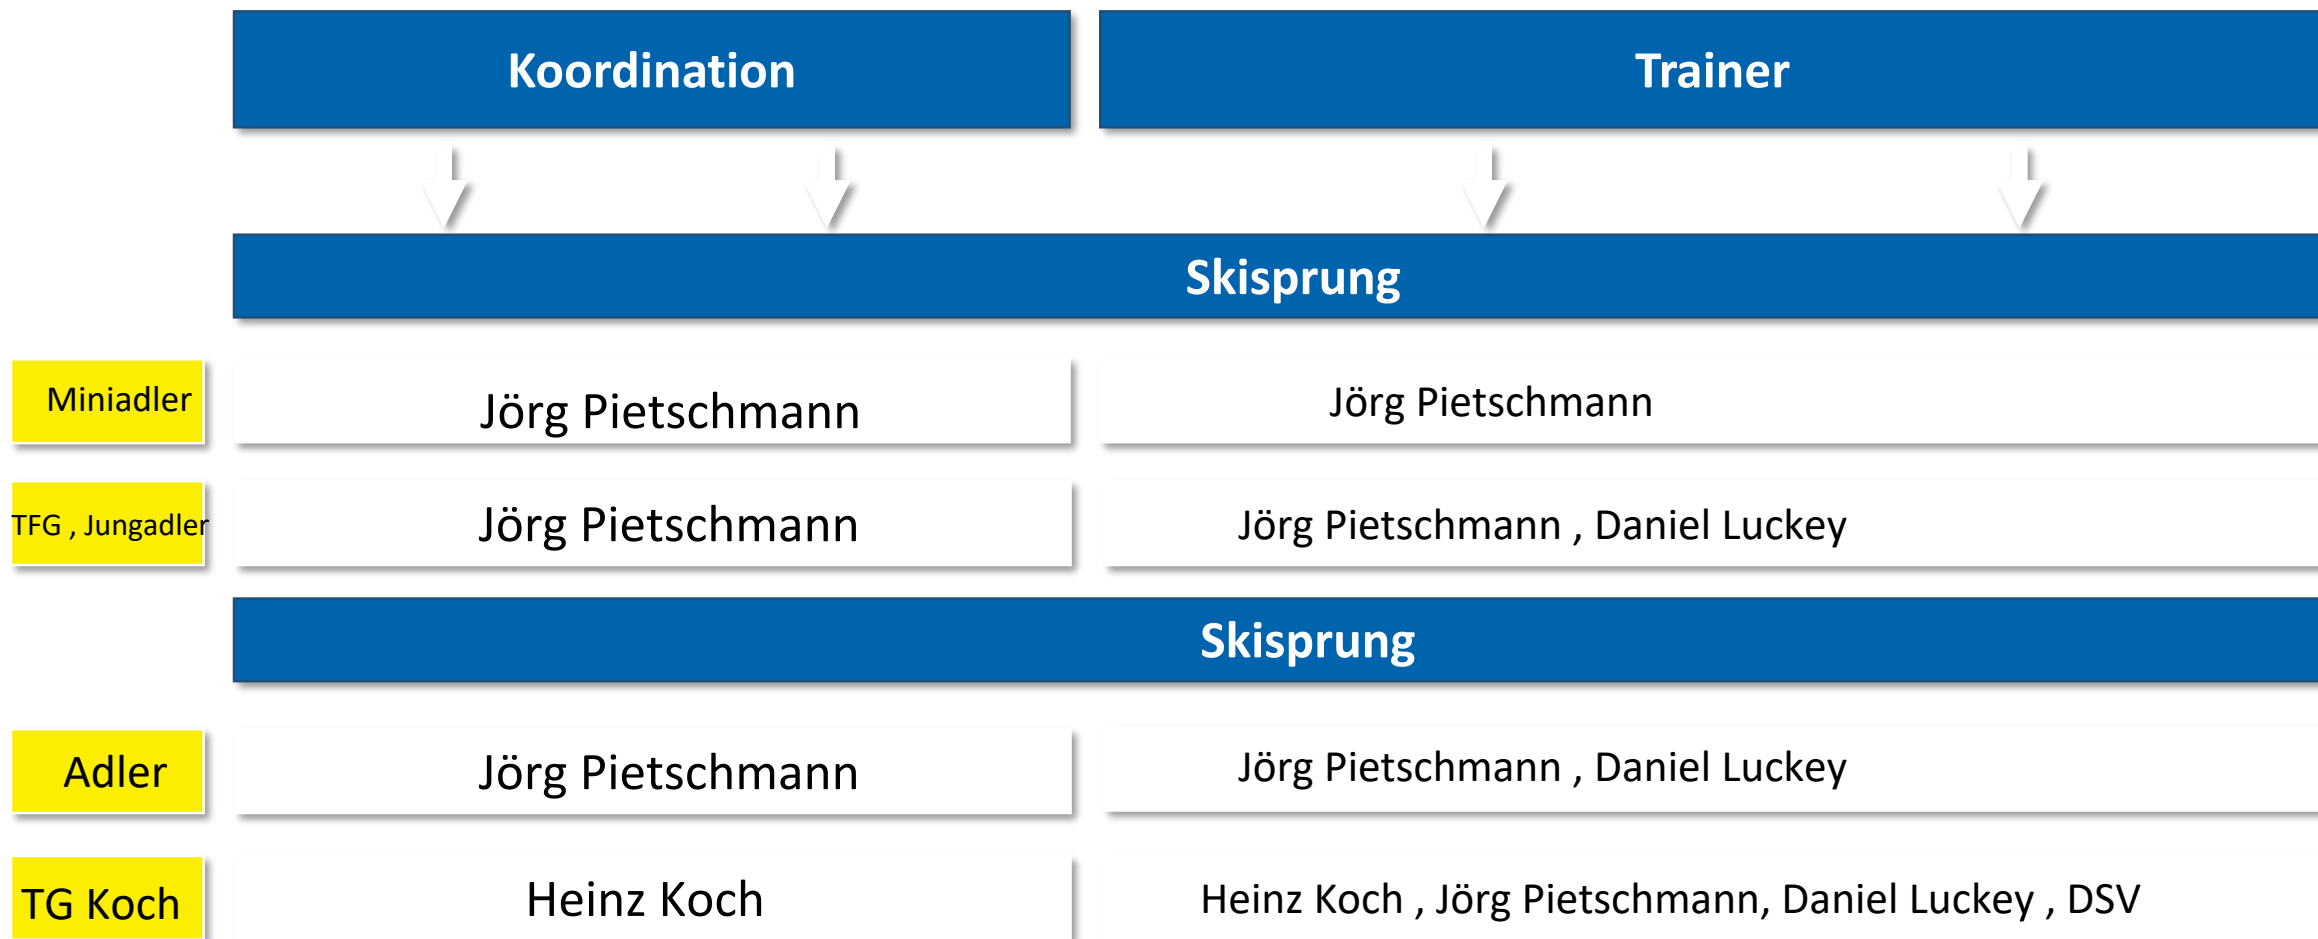 Koordination Trainer
Skisprung
Miniadler Jörg Pietschmann Jörg Pietschmann
TFG , Jungadler Jörg Pietschmann Jörg Pietschmann , Daniel Luckey
Skisprung
Adler Jörg Pietschmann Jörg Pietschmann , Daniel Luckey
TG Koch Heinz Koch Heinz Koch , Jörg Pietschmann, Daniel Luckey , DSV